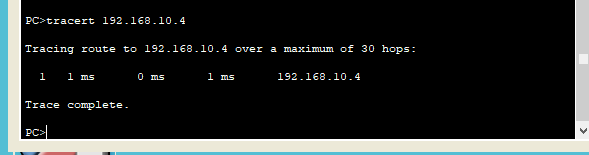 PC>tracert 192.168.10.4
Tracing route to 192.168.10.4 over a maximum of 30 hops:
1 1 ms 0 ms 1 ms 192.168.10.4
Trace complete.
PC>